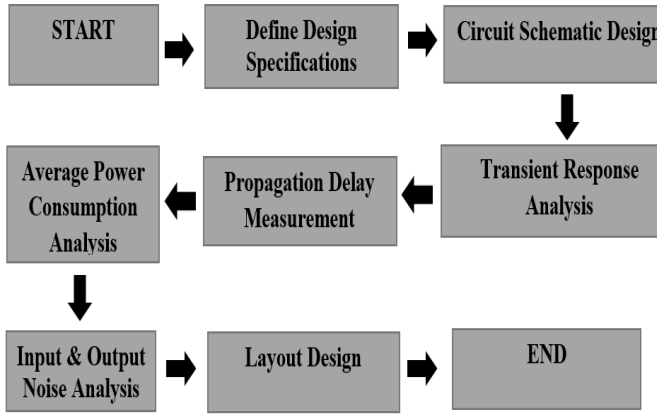 START
Define Design
Specifications
Circuit Schematic Design
Transient Response
Analysis
Propagation Delay
Measurement
Average Power
Consumption
Analysis
Input & Output
Noise Analysis
Layout Design
END